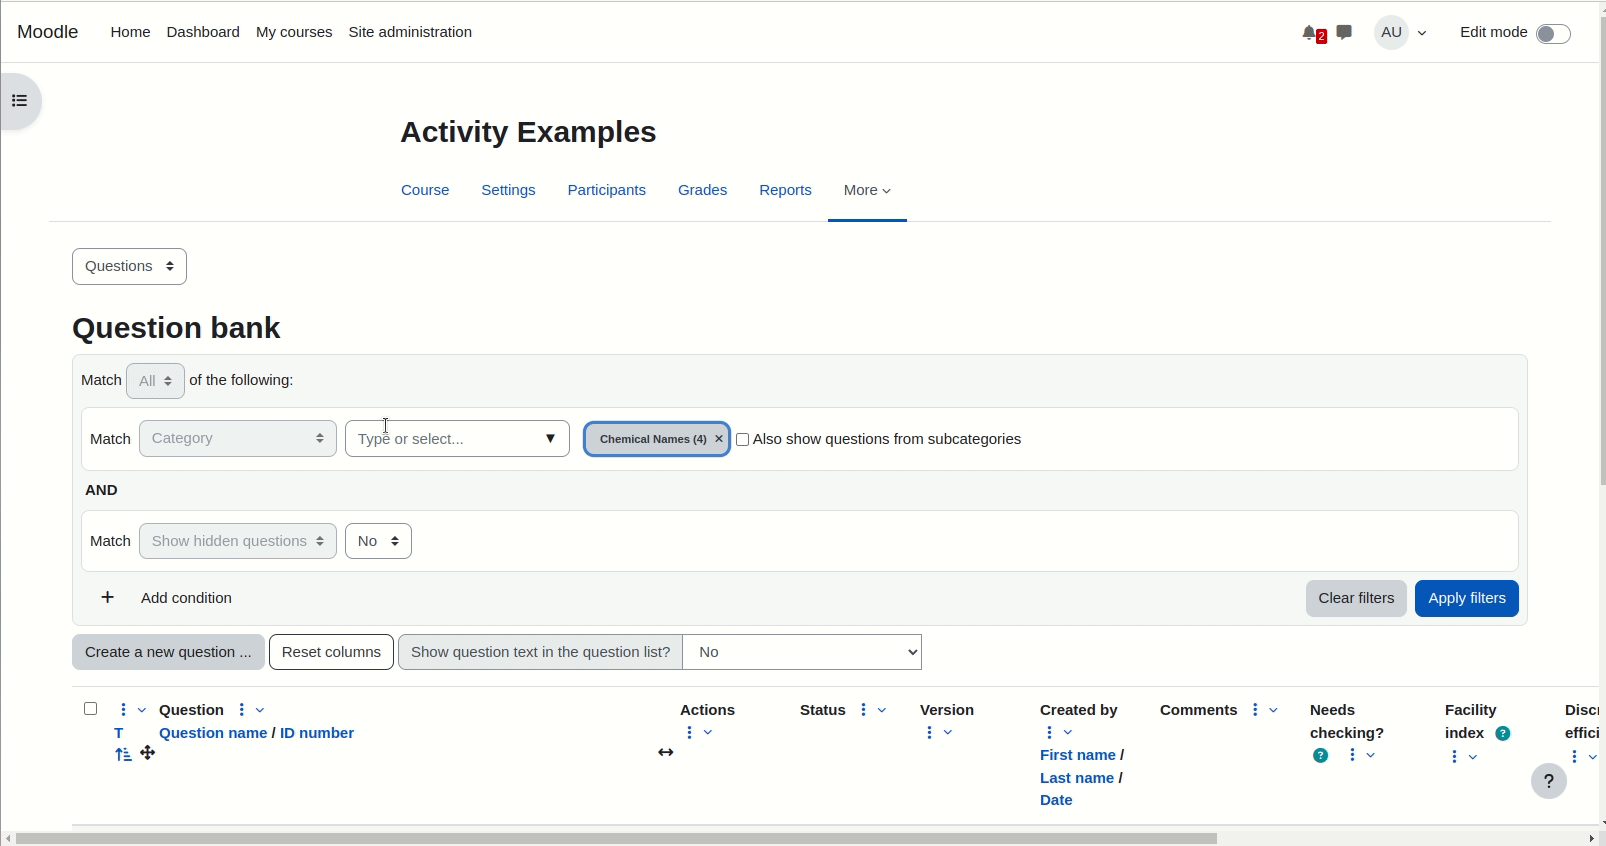 Moodle Home Dashboard My courses Site administration 2 AU Edit mode
Activity Examples
Course Settings Participants Grades Reports More
Questions
Question bank
Match All of the following:
Match Category Type or select... ▼ Chemical Names (4) × Also show questions from subcategories
AND
Match Show hidden questions No
+ Add condition Clear filters Apply filters
Create a new question ... Reset columns Show question text in the question list? No
Question Actions Status Version Created by Comments Needs checking? Facility index ? Discr effici
T Question name / ID number
First name /
Last name /
Date
?
?